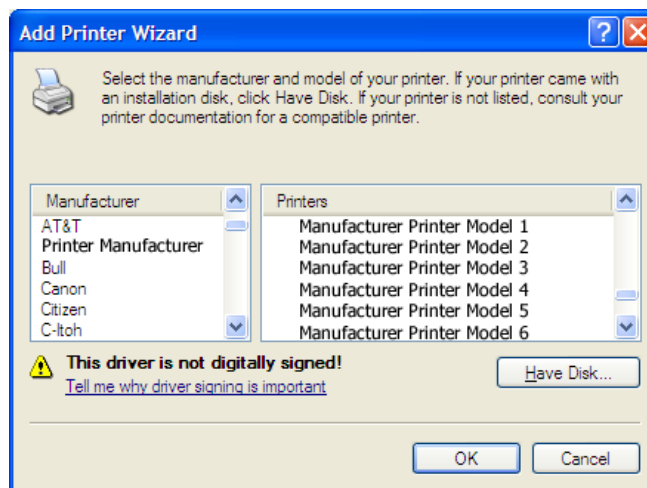 Add Printer Wizard
Select the manufacturer and model of your printer. If your printer came with
an installation disk, click Have Disk. If your printer is not listed, consult your
printer documentation for a compatible printer.
Manufacturer
AT&T
Printer Manufacturer
Bull
Canon
Citizen
C-Itoh
Printers
Manufacturer Printer Model 1
Manufacturer Printer Model 2
Manufacturer Printer Model 3
Manufacturer Printer Model 4
Manufacturer Printer Model 5
Manufacturer Printer Model 6
This driver is not digitally signed!
Tell me why driver signing is important
Have Disk...
OK
Cancel